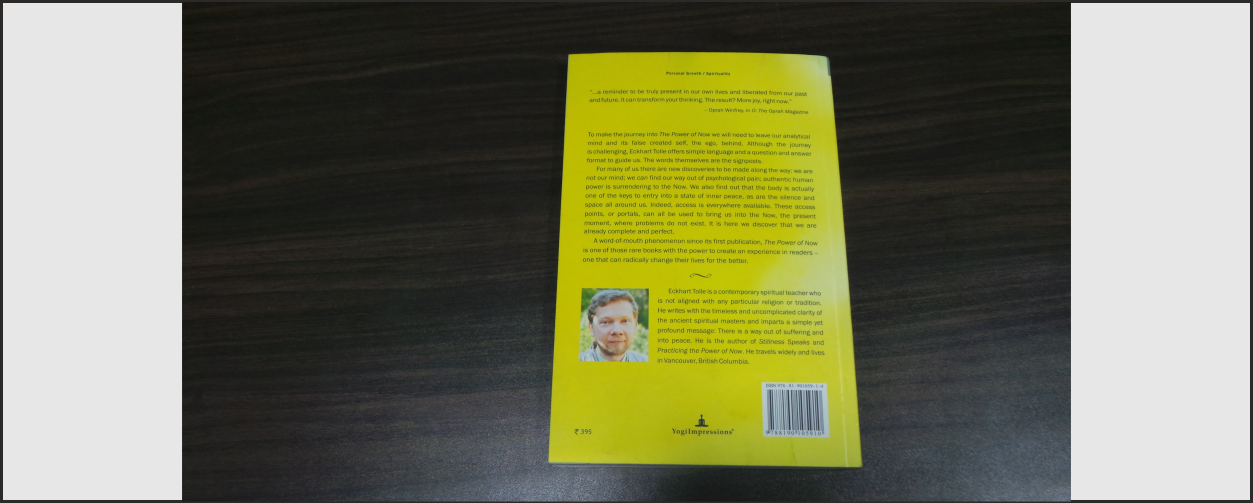 Personal Growth / Spirituality
"...a reminder to be truly present in our own lives and liberated from our past
and future. It can transform your thinking. The result? More joy, right now."
– Oprah Winfrey, in O: The Oprah Magazine
To make the journey into The Power of Now we will need to leave our analytical
mind and its false created self, the ego, behind. Although the journey
is challenging, Eckhart Tolle offers simple language and a question and answer
format to guide us. The words themselves are the signposts.
For many of us there are new discoveries to be made along the way: we are
not our mind; we can find our way out of psychological pain; authentic human
power is surrendering to the Now. We also find out that the body is actually
one of the keys to entry into a state of inner peace, as are the silence and
space all around us. Indeed, access is everywhere available. These access
points, or portals, can all be used to bring us into the Now, the present
moment, where problems do not exist. It is here we discover that we are
already complete and perfect.
A word-of-mouth phenomenon since its first publication, The Power of Now
is one of those rare books with the power to create an experience in readers –
one that can radically change their lives for the better.
Eckhart Tolle is a contemporary spiritual teacher who
is not aligned with any particular religion or tradition.
He writes with the timeless and uncomplicated clarity of
the ancient spiritual masters and imparts a simple yet
profound message: There is a way out of suffering and
into peace. He is the author of Stillness Speaks and
Practicing the Power of Now. He travels widely and lives
in Vancouver, British Columbia.
₹ 395
YogiImpressions®
ISBN 978-81-901059-1-0
9 788190 105910